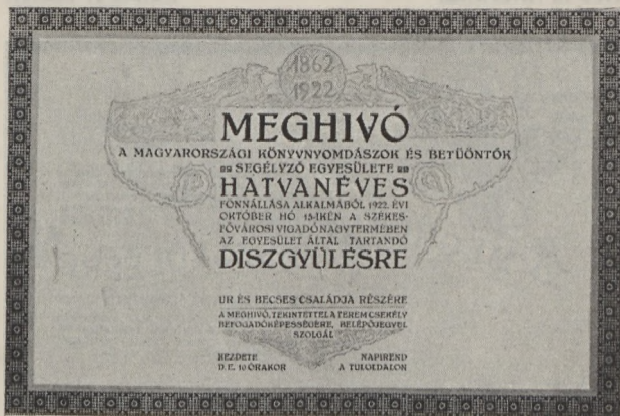 1862
1922
MEGHIVÓ
A MAGYARORSZÁGI KÖNYVNYOMDÁSZOK ÉS BETŰÖNTŐK
SEGÉLYZŐ EGYESÜLETE
HATVANÉVES
FÖNNÁLLÁSA ALKALMÁBÓL 1922. ÉVI
OKTÓBER HÓ 15-IKÉN A SZÉKES-
FŐVÁROSI VIGADÓ NAGYTERMÉBEN
AZ EGYESÜLET ÁLTAL TARTANDÓ
DISZGYÜLÉSRE
UR ÉS BECSES CSALÁDJA RÉSZÉRE
A MEGHIVÓ, TEKINTETTEL A TEREM CSEKÉLY
BEFOGADÓKÉPESSÉGÉRE, BELÉPŐJEGYÜL
SZOLGÁL
KEZDETE NAPIREND
D. E. 10 ÓRAKOR A TÚLOLDALON